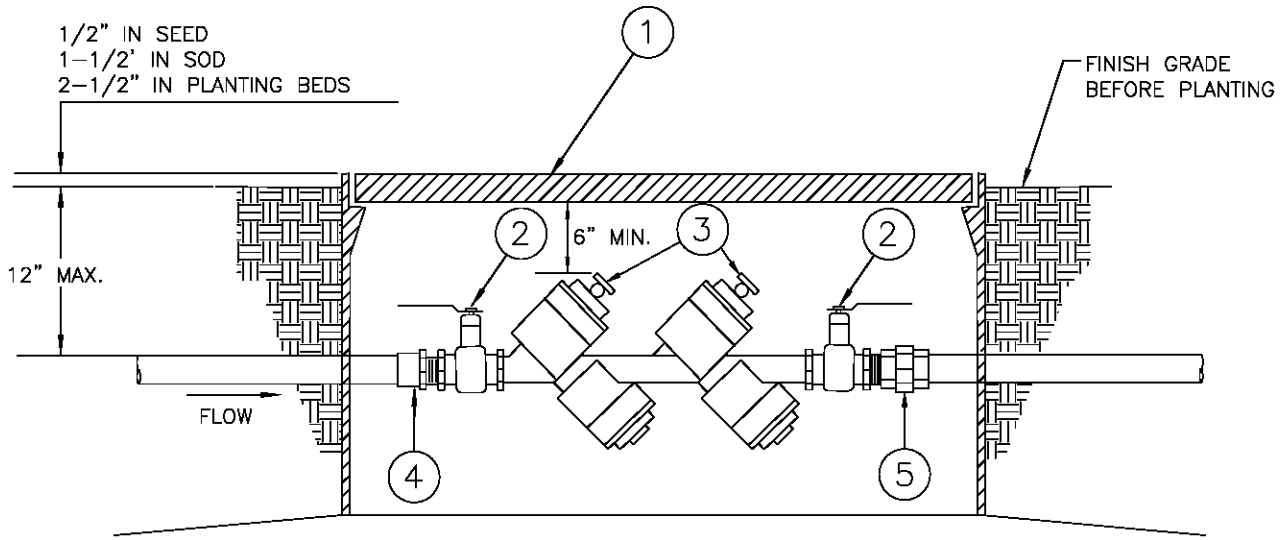 1/2" IN SEED
1-1/2' IN SOD
2-1/2" IN PLANTING BEDS
1
FINISH GRADE
BEFORE PLANTING
2
6" MIN.
3
2
12" MAX.
FLOW
4
5